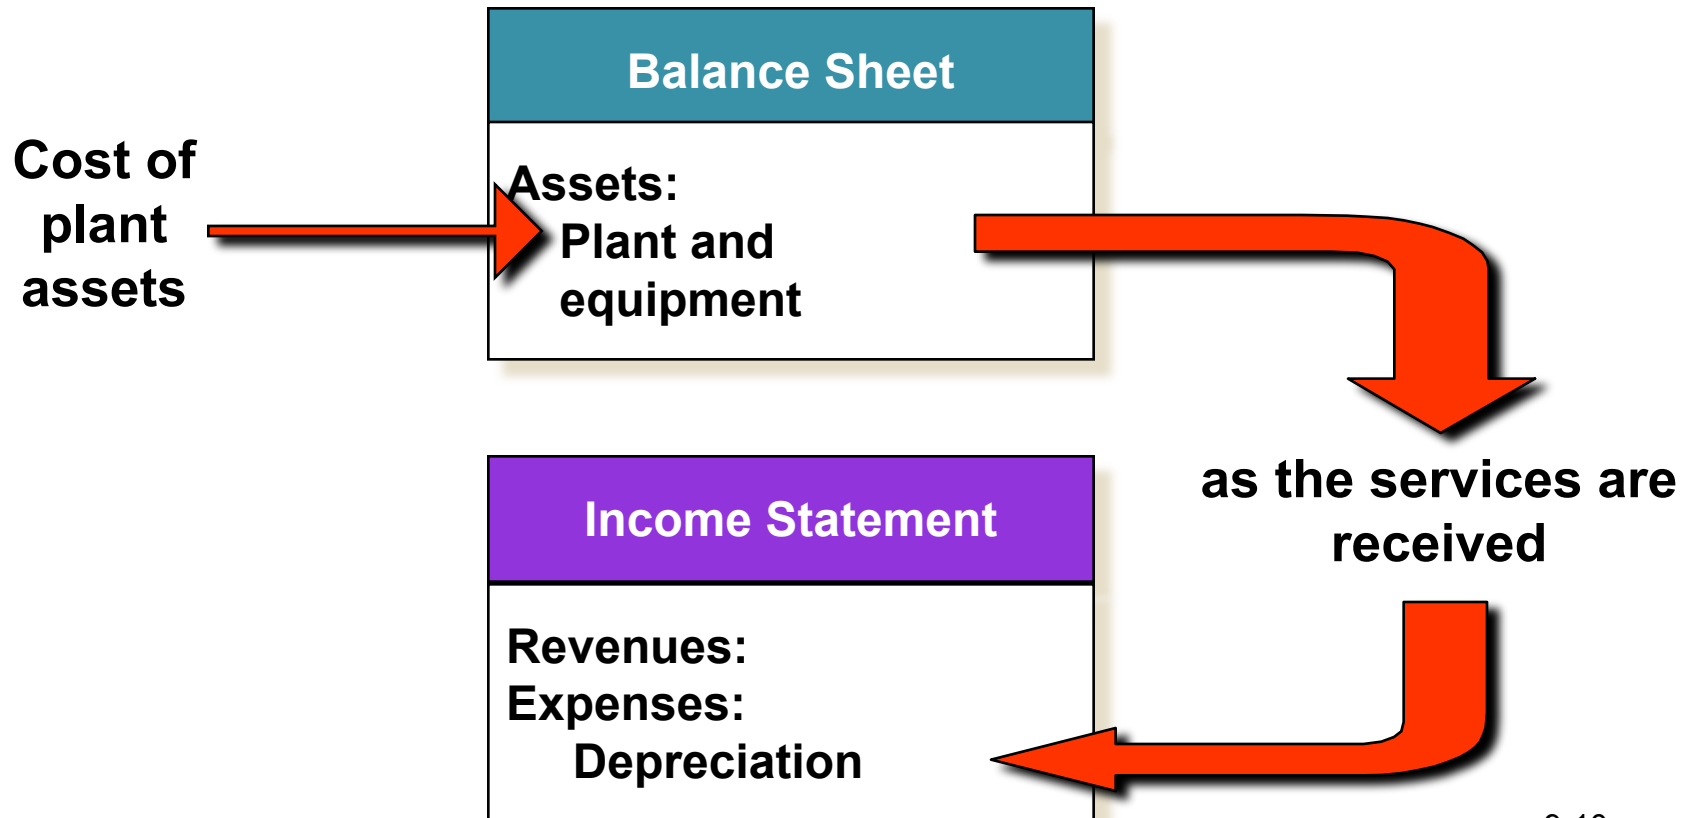 Balance Sheet
Cost of
plant
assets
Assets:
Plant and
equipment
as the services are
received
Income Statement
Revenues:
Expenses:
Depreciation